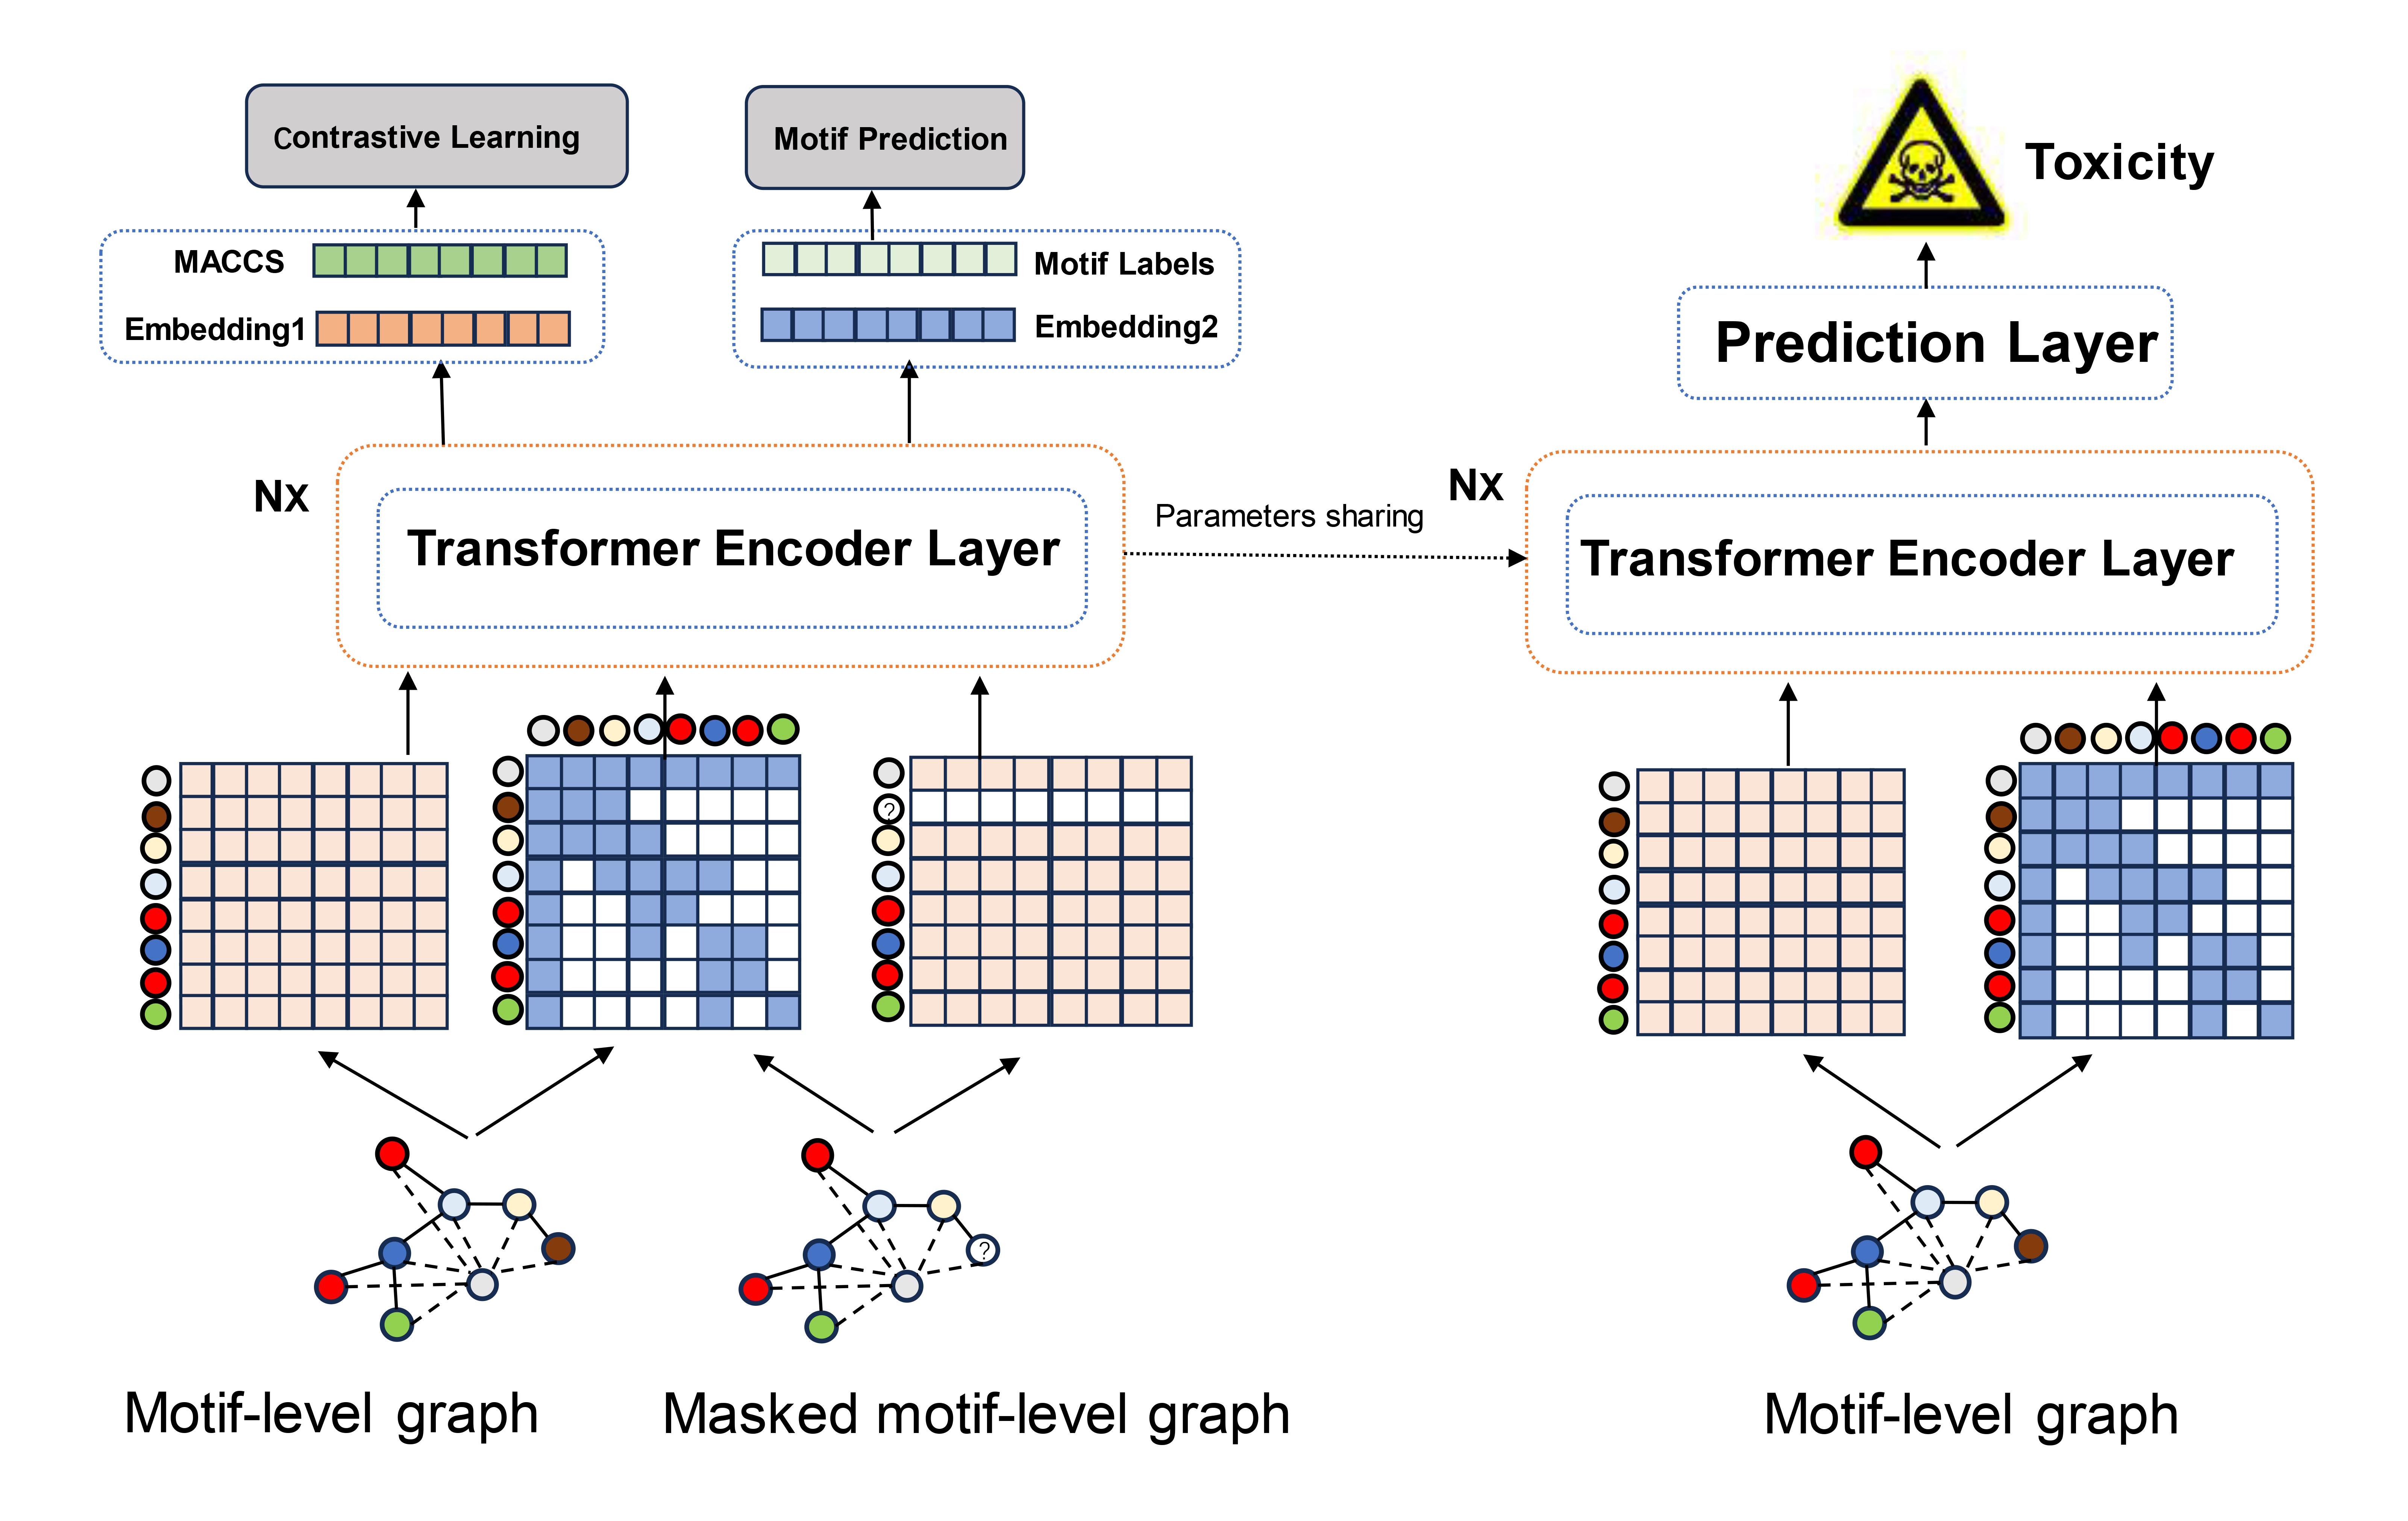 Contrastive Learning
Motif Prediction
Toxicity
MACCS
Motif Labels
Embedding1
Embedding2
Prediction Layer
Nx
Transformer Encoder Layer
Parameters sharing
Nx
Transformer Encoder Layer
?
?
Motif-level graph
Masked motif-level graph
Motif-level graph